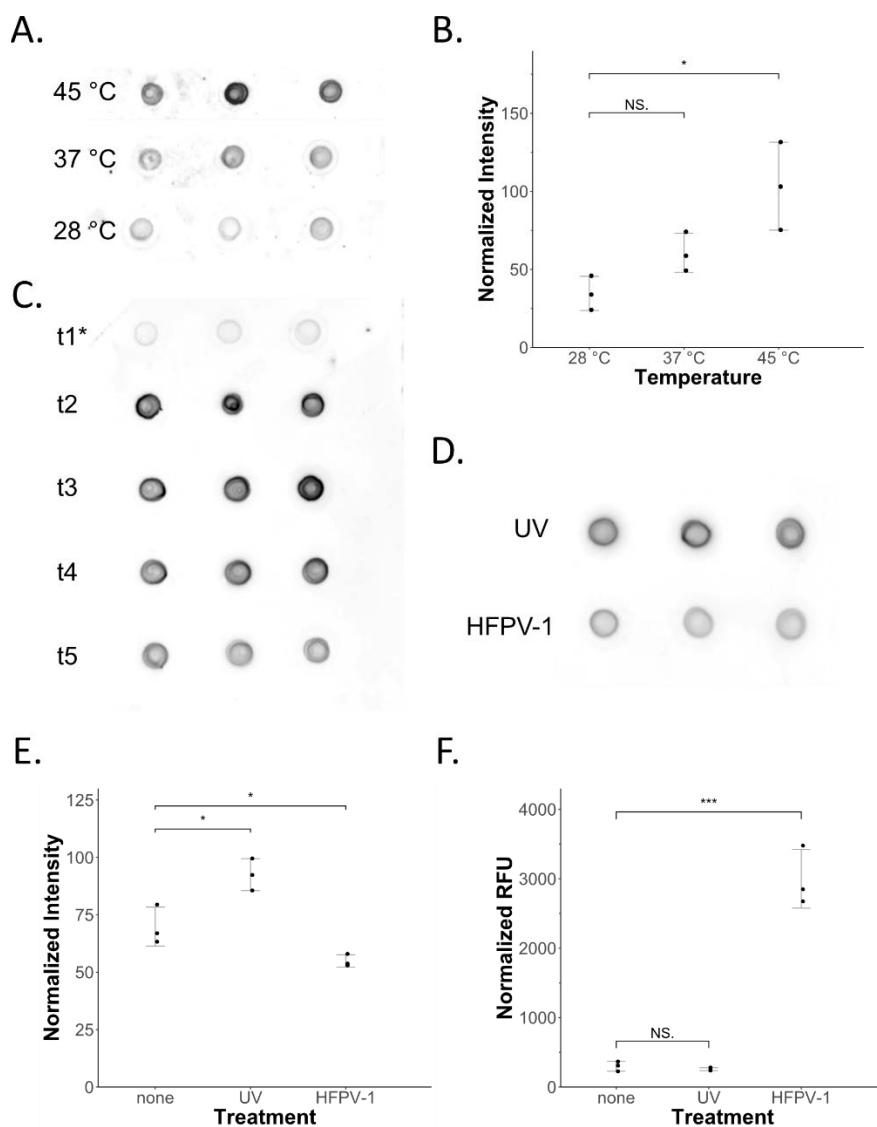 A.
45 °C
37 °C
28 °C
B.
Normalized Intensity
150
100
50
0
*
NS.
28 °C
37 °C
45 °C
Temperature
C.
t1*
t2
t3
t4
t5
D.
UV
HFPV-1
E.
Normalized Intensity
125
100
75
50
25
0
*
*
none
UV
HFPV-1
Treatment
F.
Normalized RFU
4000
3000
2000
1000
0
***
NS.
none
UV
HFPV-1
Treatment